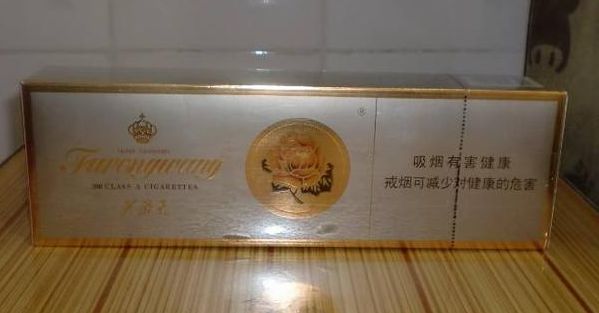 Furongwang
200 CLASS A CIGARETTES
芙蓉王
®
吸烟有害健康
戒烟可减少对健康的危害